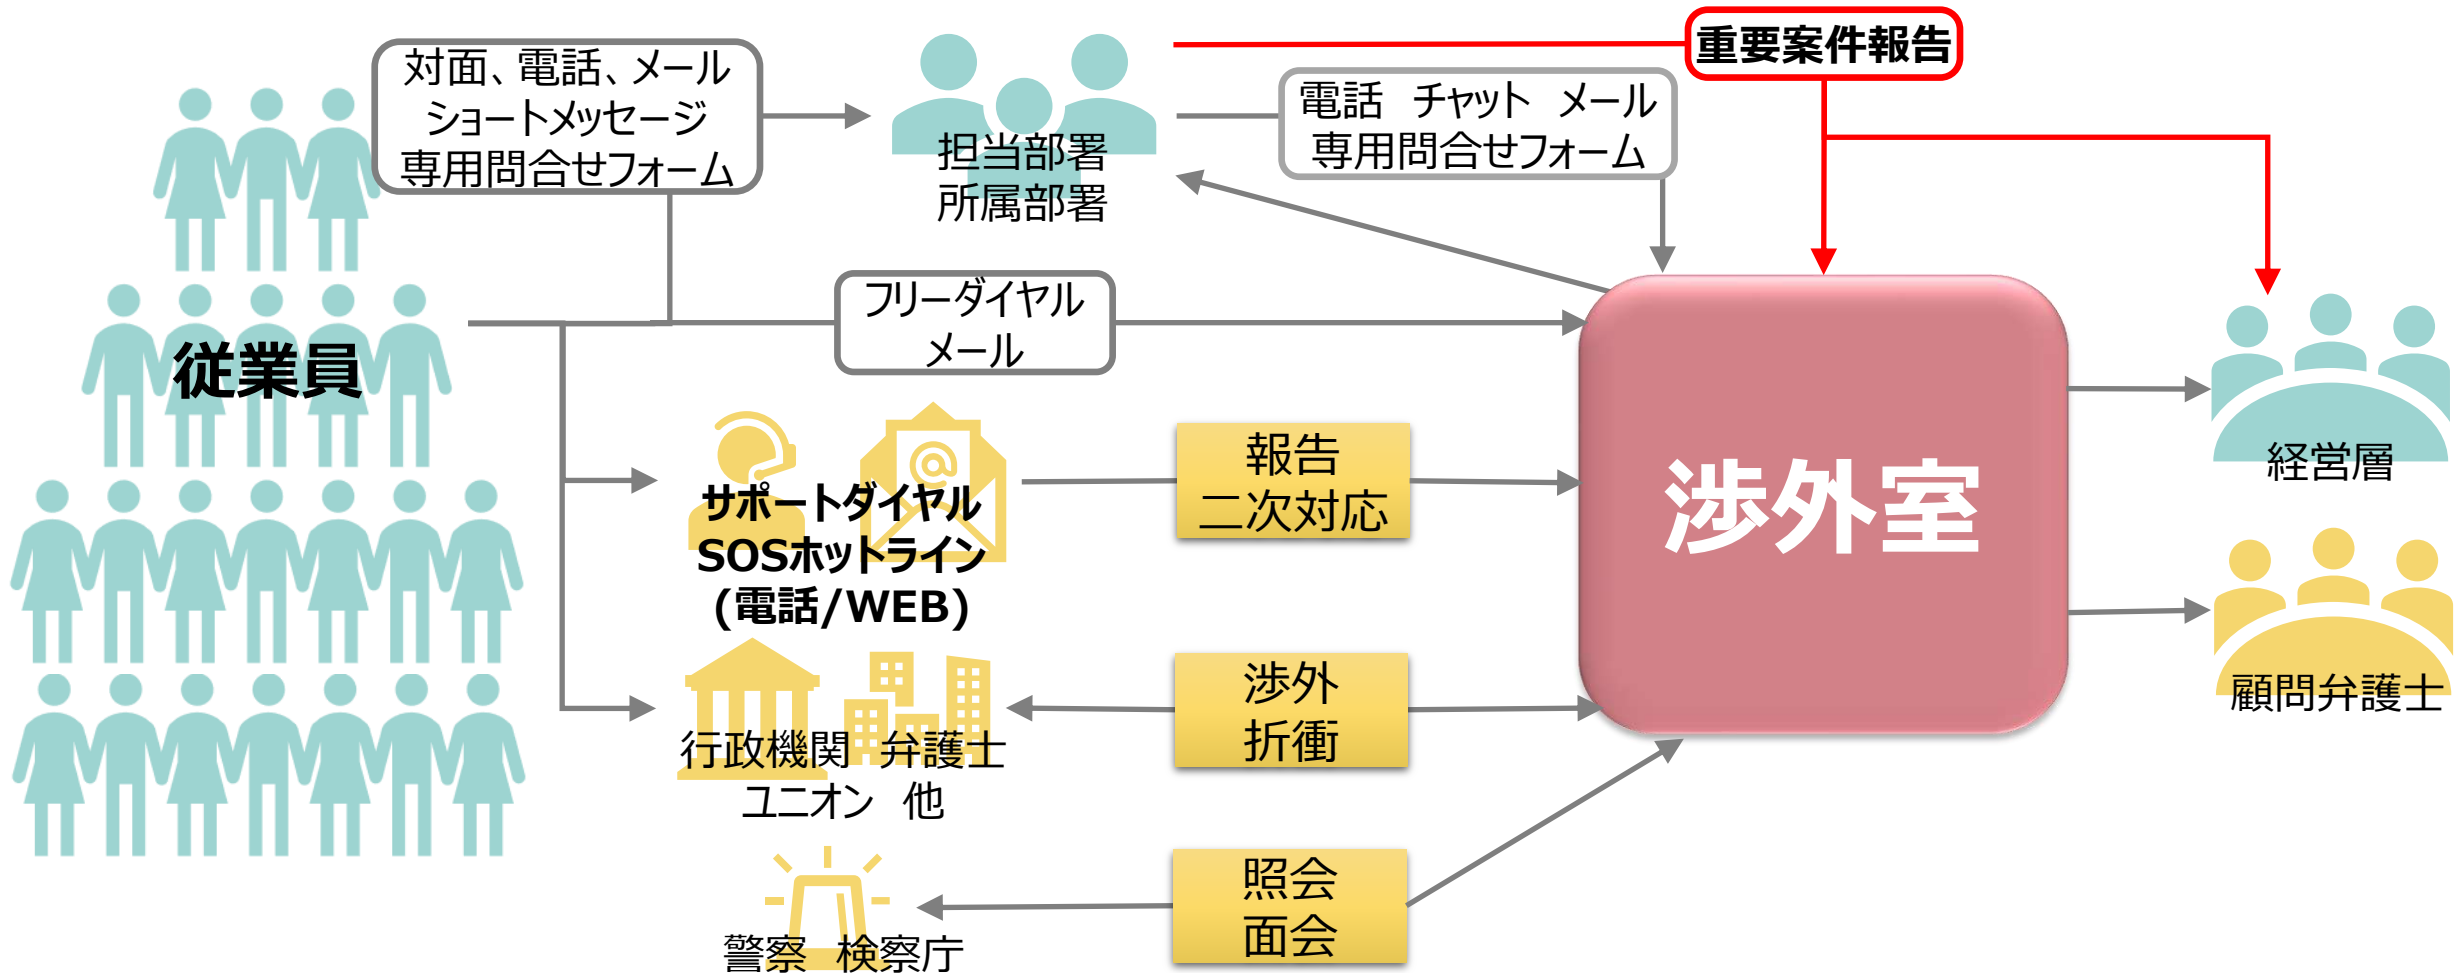 重要案件報告
対面、電話、メール
ショートメッセージ
専用問合せフォーム
担当部署
所属部署
電話　チャット　メール
専用問合せフォーム
従業員
フリーダイヤル
メール
サポートダイヤル
SOSホットライン
(電話/WEB)
報告
二次対応
渉外室
経営層
顧問弁護士
行政機関　弁護士
ユニオン　他
渉外
折衝
警察　検察庁
照会
面会